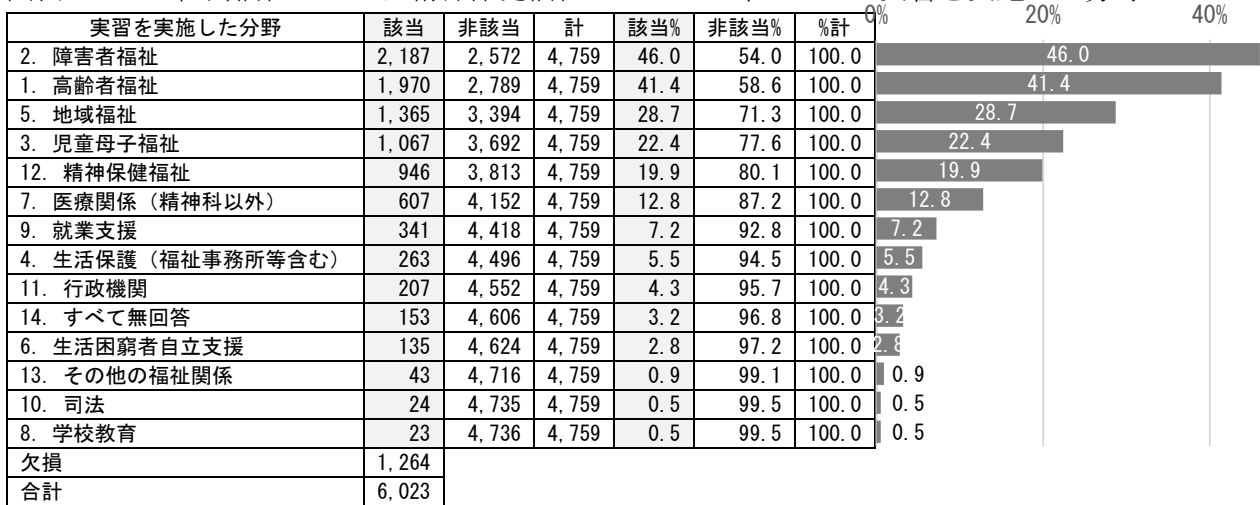 実習を実施した分野 該当 非該当 計 該当% 非該当% %計 0% 20% 40%
2. 障害者福祉 2,187 2,572 4,759 46.0 54.0 100.0 46.0
1. 高齢者福祉 1,970 2,789 4,759 41.4 58.6 100.0 41.4
5. 地域福祉 1,365 3,394 4,759 28.7 71.3 100.0 28.7
3. 児童母子福祉 1,067 3,692 4,759 22.4 77.6 100.0 22.4
12. 精神保健福祉 946 3,813 4,759 19.9 80.1 100.0 19.9
7. 医療関係（精神科以外） 607 4,152 4,759 12.8 87.2 100.0 12.8
9. 就業支援 341 4,418 4,759 7.2 92.8 100.0 7.2
4. 生活保護（福祉事務所等含む） 263 4,496 4,759 5.5 94.5 100.0 5.5
11. 行政機関 207 4,552 4,759 4.3 95.7 100.0 4.3
14. すべて無回答 153 4,606 4,759 3.2 96.8 100.0 3.2
6. 生活困窮者自立支援 135 4,624 4,759 2.8 97.2 100.0 2.8
13. その他の福祉関係 43 4,716 4,759 0.9 99.1 100.0 0.9
10. 司法 24 4,735 4,759 0.5 99.5 100.0 0.5
8. 学校教育 23 4,736 4,759 0.5 99.5 100.0 0.5
欠損 1,264
合計 6,023